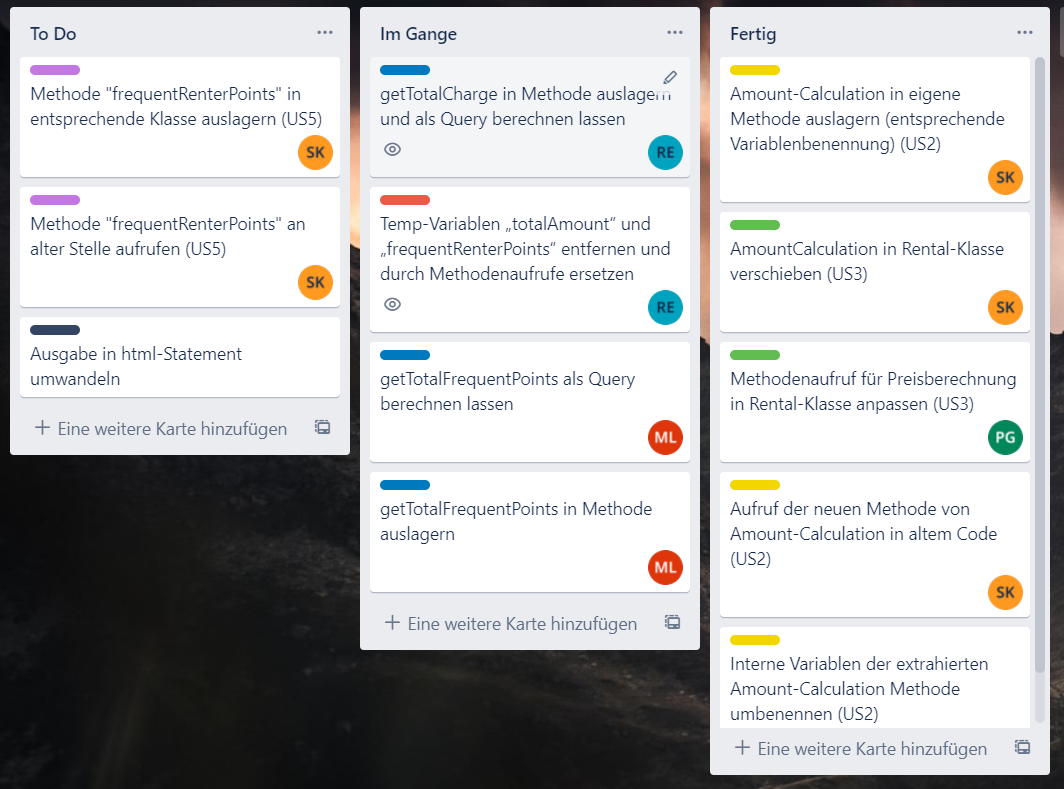 To Do
Methode "frequentRenterPoints" in
entsprechende Klasse auslagern (US5)
SK
Methode "frequentRenterPoints" an
alter Stelle aufrufen (US5)
SK
Ausgabe in html-Statement
umwandeln
+ Eine weitere Karte hinzufügen
Im Gange
getTotalCharge in Methode auslagern
und als Query berechnen lassen
RE
Temp-Variablen „totalAmount“ und
„frequentRenterPoints“ entfernen und
durch Methodenaufrufe ersetzen
RE
getTotalFrequentPoints als Query
berechnen lassen
ML
getTotalFrequentPoints in Methode
auslagern
ML
+ Eine weitere Karte hinzufügen
Fertig
Amount-Calculation in eigene
Methode auslagern (entsprechende
Variablenbenennung) (US2)
SK
AmountCalculation in Rental-Klasse
verschieben (US3)
SK
Methodenaufruf für Preisberechnung
in Rental-Klasse anpassen (US3)
PG
Aufruf der neuen Methode von
Amount-Calculation in altem Code
(US2)
SK
Interne Variablen der extrahierten
Amount-Calculation Methode
umbenennen (US2)
+ Eine weitere Karte hinzufügen